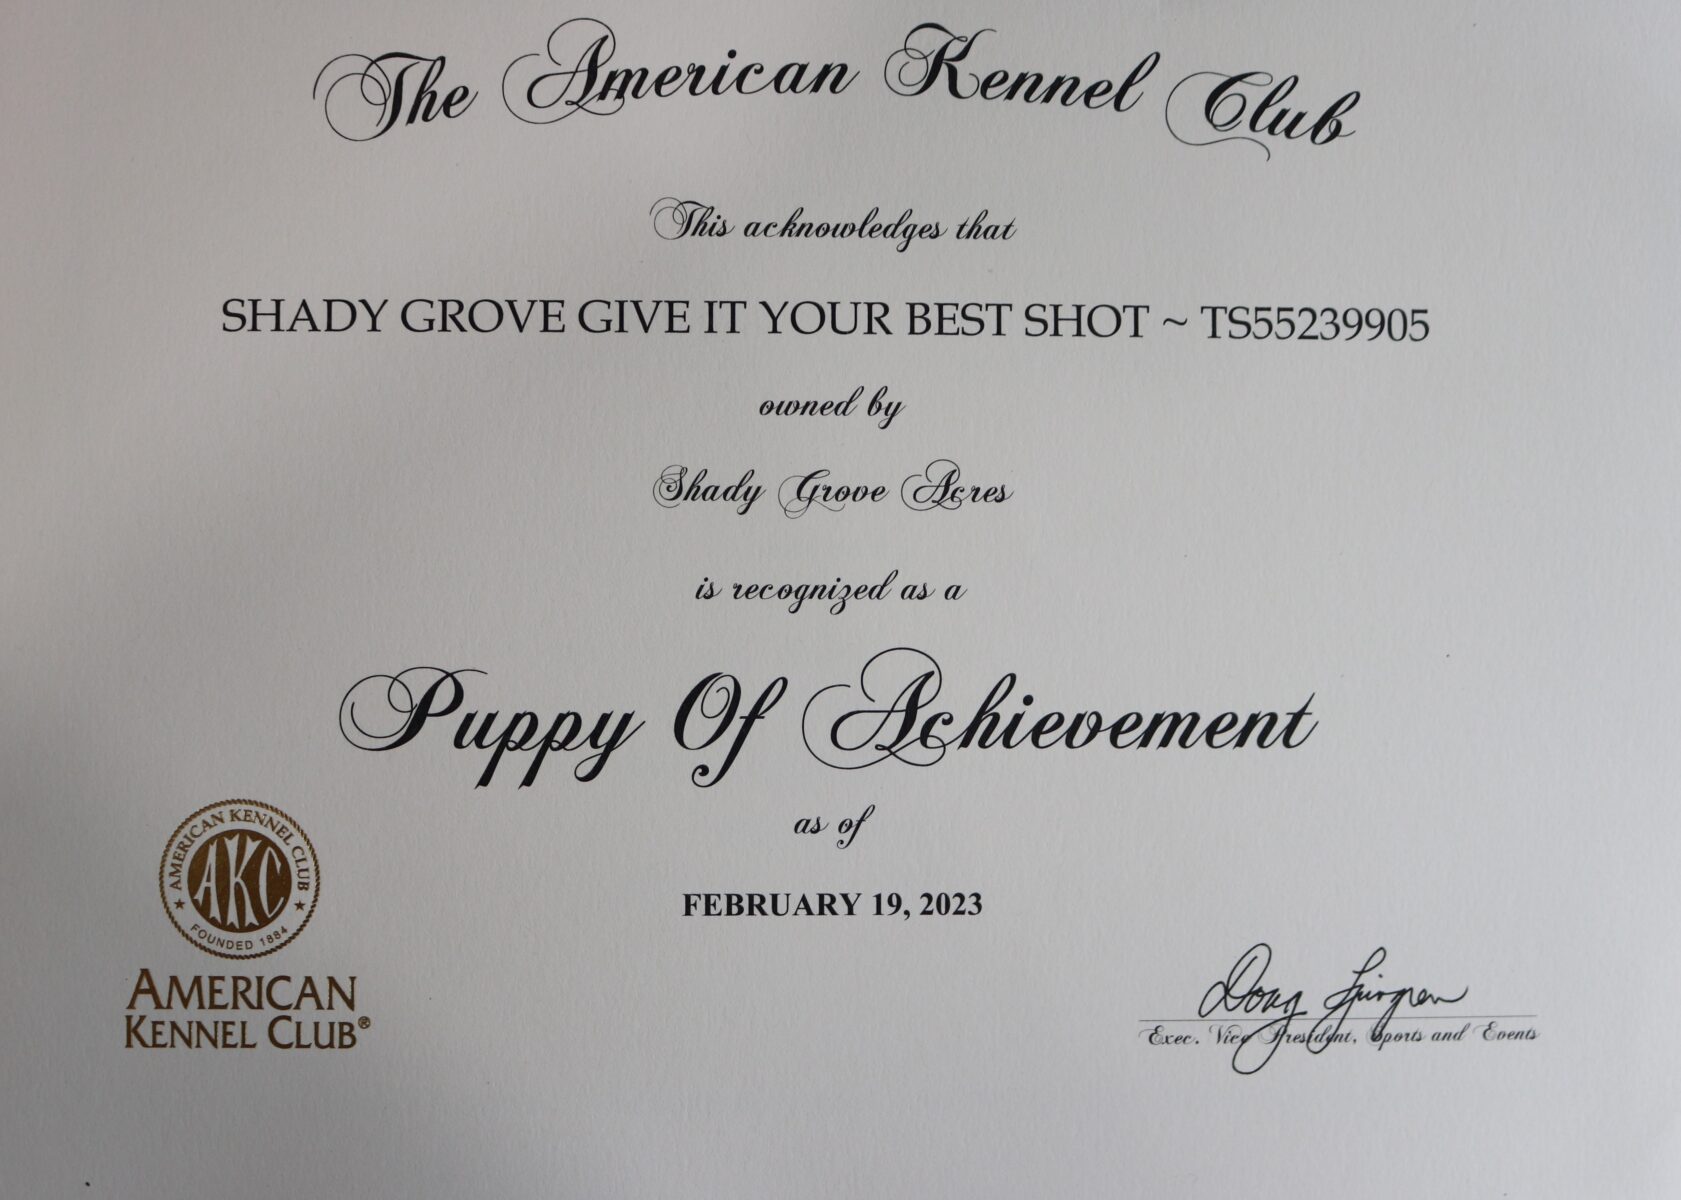 The American Kennel Club
This acknowledges that
SHADY GROVE GIVE IT YOUR BEST SHOT ~ TS55239905
owned by
Shady Grove Acres
is recognized as a
Puppy Of Achievement
as of
FEBRUARY 19, 2023
AMERICAN KENNEL CLUB
AKC
FOUNDED 1884
AMERICAN
KENNEL CLUB®
Doug Ljungren
Exec. Vice President, Sports and Events